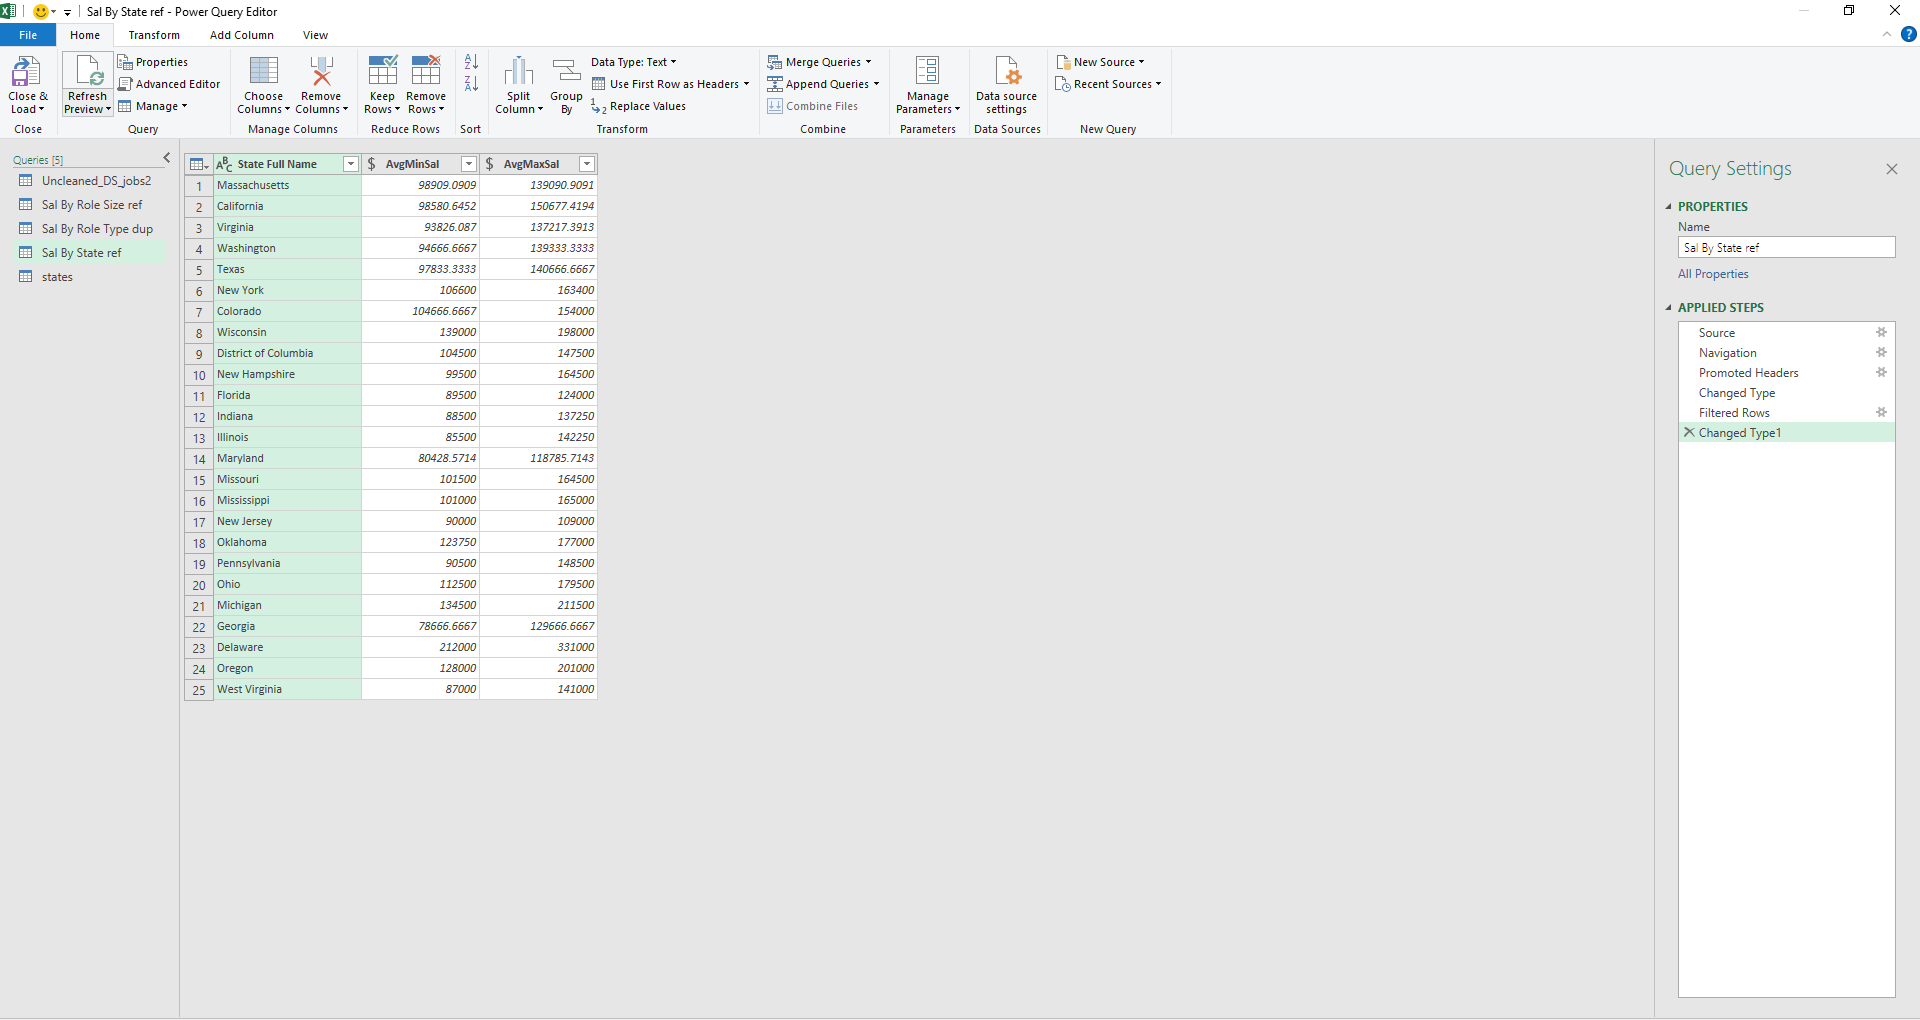 Sal By State ref - Power Query Editor
File Home Transform Add Column View
Close & Load
Close
Refresh Preview
Properties
Advanced Editor
Manage
Query
Choose Columns
Remove Columns
Manage Columns
Keep Rows
Remove Rows
Reduce Rows
Sort
Split Column
Group By
Data Type: Text
Use First Row as Headers
Replace Values
Transform
Merge Queries
Append Queries
Combine Files
Combine
Manage Parameters
Parameters
Data source settings
Data Sources
New Source
Recent Sources
New Query
Queries [5]
Uncleaned_DS_jobs2
Sal By Role Size ref
Sal By Role Type dup
Sal By State ref
states
State Full Name $ AvgMinSal $ AvgMaxSal
1 Massachusetts 98909.0909 139090.9091
2 California 98580.6452 150677.4194
3 Virginia 93826.087 137217.3913
4 Washington 94666.6667 139333.3333
5 Texas 97833.3333 140666.6667
6 New York 106600 163400
7 Colorado 104666.6667 154000
8 Wisconsin 139000 198000
9 District of Columbia 104500 147500
10 New Hampshire 99500 164500
11 Florida 89500 124000
12 Indiana 88500 137250
13 Illinois 85500 142250
14 Maryland 80428.5714 118785.7143
15 Missouri 101500 164500
16 Mississippi 101000 165000
17 New Jersey 90000 109000
18 Oklahoma 123750 177000
19 Pennsylvania 90500 148500
20 Ohio 112500 179500
21 Michigan 134500 211500
22 Georgia 78666.6667 129666.6667
23 Delaware 212000 331000
24 Oregon 128000 201000
25 West Virginia 87000 141000
Query Settings
PROPERTIES
Name
Sal By State ref
All Properties
APPLIED STEPS
Source
Navigation
Promoted Headers
Changed Type
Filtered Rows
Changed Type1